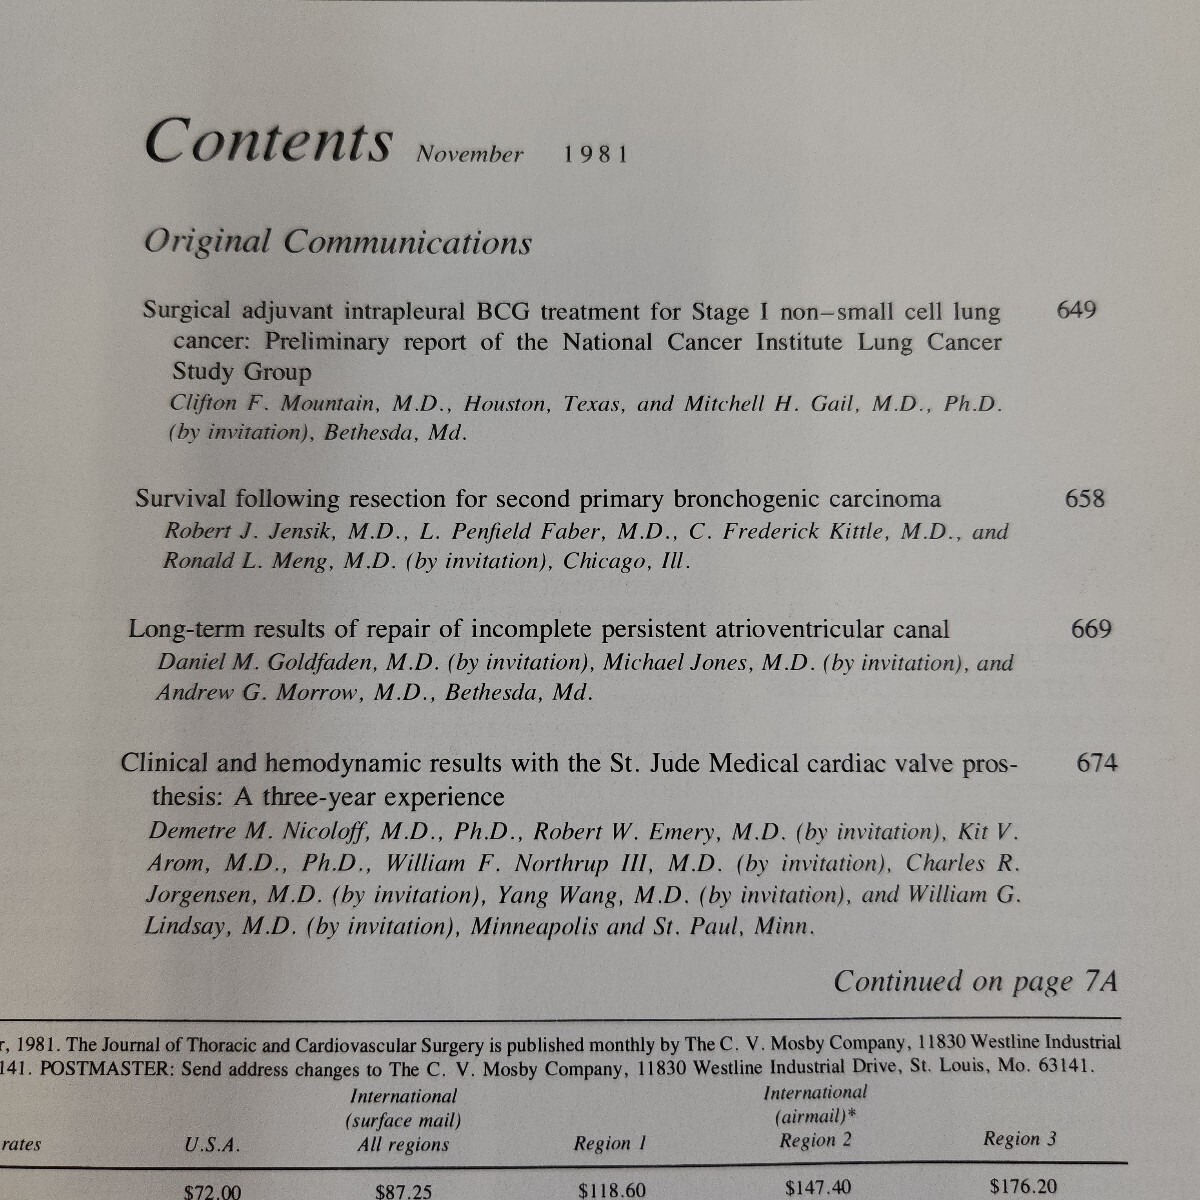 Contents November 1981
Original Communications
Surgical adjuvant intrapleural BCG treatment for Stage I non–small cell lung 649
cancer: Preliminary report of the National Cancer Institute Lung Cancer
Study Group
Clifton F. Mountain, M.D., Houston, Texas, and Mitchell H. Gail, M.D., Ph.D.
(by invitation), Bethesda, Md.
Survival following resection for second primary bronchogenic carcinoma 658
Robert J. Jensik, M.D., L. Penfield Faber, M.D., C. Frederick Kittle, M.D., and
Ronald L. Meng, M.D. (by invitation), Chicago, Ill.
Long-term results of repair of incomplete persistent atrioventricular canal 669
Daniel M. Goldfaden, M.D. (by invitation), Michael Jones, M.D. (by invitation), and
Andrew G. Morrow, M.D., Bethesda, Md.
Clinical and hemodynamic results with the St. Jude Medical cardiac valve pros- 674
thesis: A three-year experience
Demetre M. Nicoloff, M.D., Ph.D., Robert W. Emery, M.D. (by invitation), Kit V.
Arom, M.D., Ph.D., William F. Northrup III, M.D. (by invitation), Charles R.
Jorgensen, M.D. (by invitation), Yang Wang, M.D. (by invitation), and William G.
Lindsay, M.D. (by invitation), Minneapolis and St. Paul, Minn.
Continued on page 7A
r, 1981. The Journal of Thoracic and Cardiovascular Surgery is published monthly by The C. V. Mosby Company, 11830 Westline Industrial
141. POSTMASTER: Send address changes to The C. V. Mosby Company, 11830 Westline Industrial Drive, St. Louis, Mo. 63141.
International International
(surface mail) (airmail)*
rates U.S.A. All regions Region 1 Region 2 Region 3
$72.00 $87.25 $118.60 $147.40 $176.20